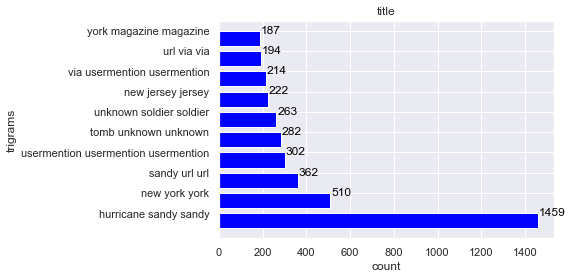 title
york magazine magazine 187
url via via 194
via usermention usermention 214
new jersey jersey 222
unknown soldier soldier 263
tomb unknown unknown 282
usermention usermention usermention 302
sandy url url 362
new york york 510
hurricane sandy sandy 1459
trigrams
0 200 400 600 800 1000 1200 1400
count